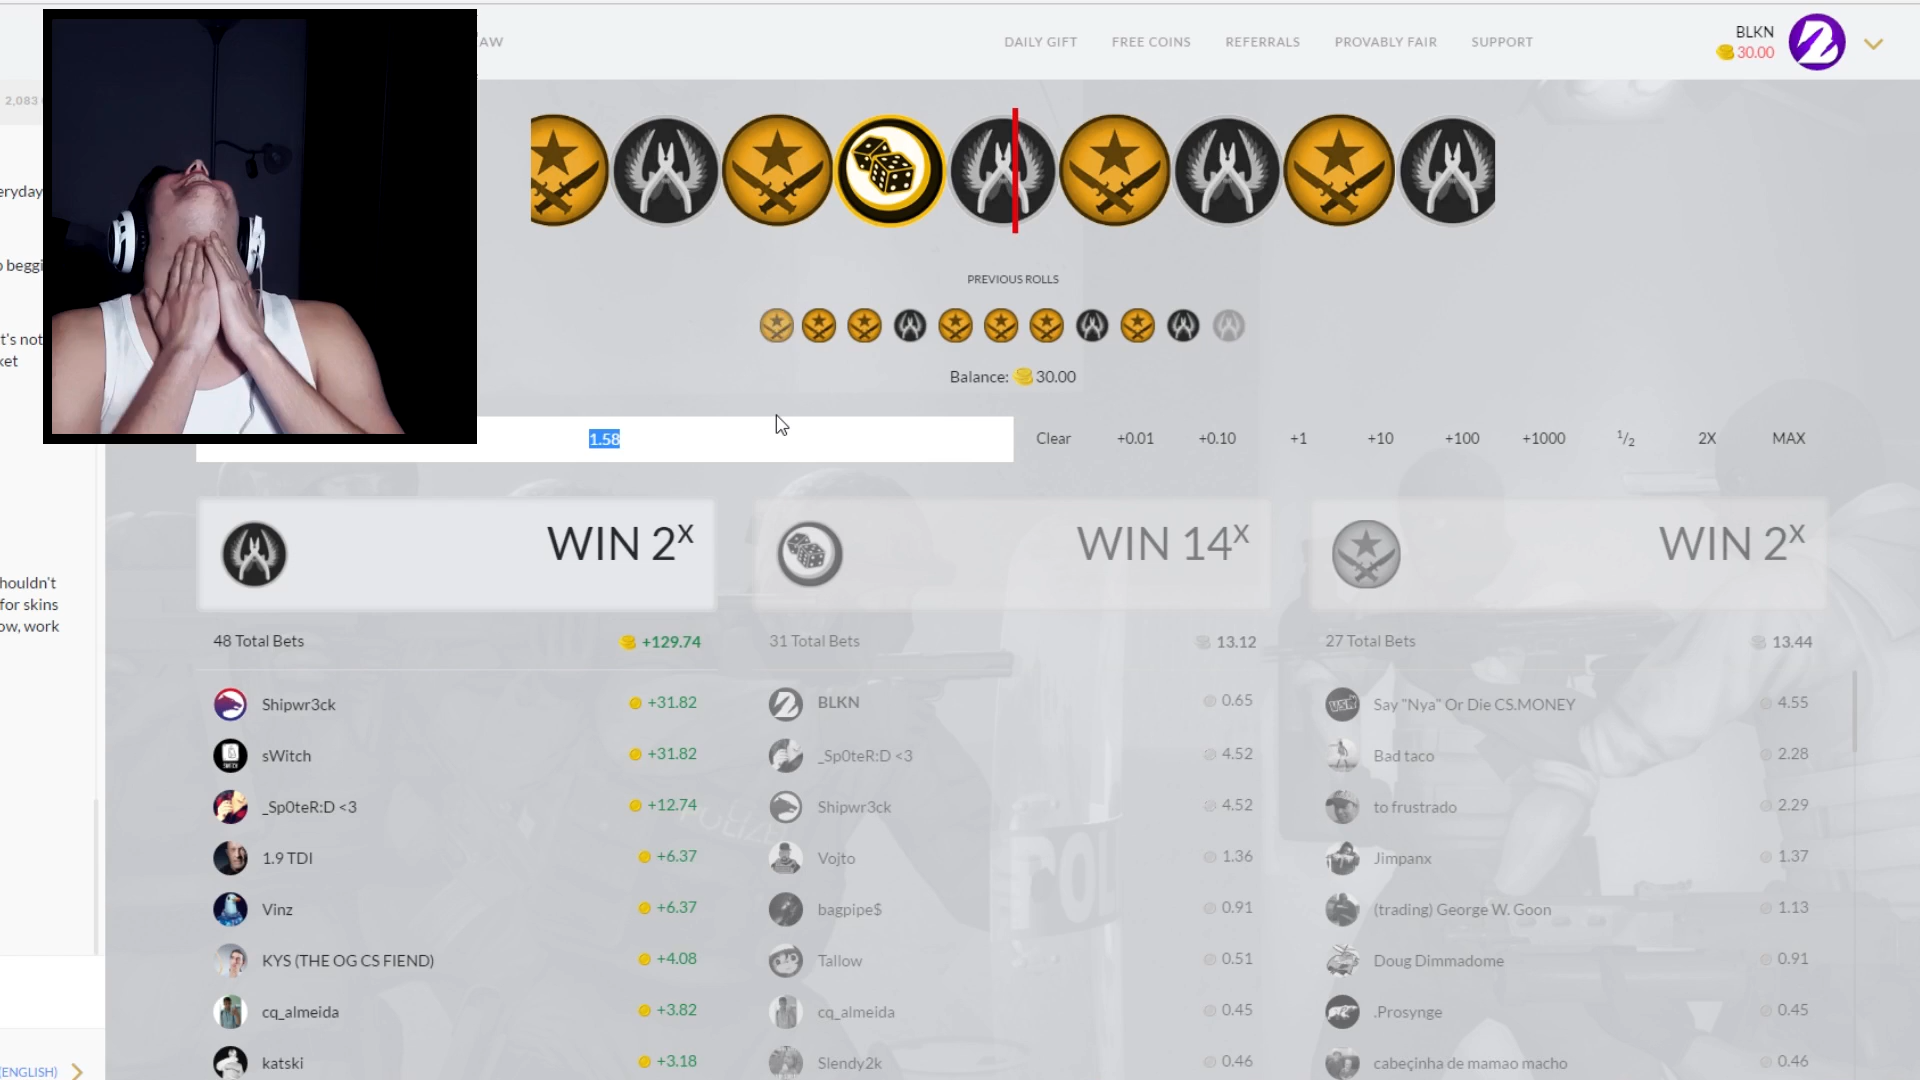 AW
DAILY GIFT
FREE COINS
REFERRALS
PROVABLY FAIR
SUPPORT
BLKN
30.00
2,083
eryday
beggi
t's not
ket
houldn't
for skins
ow, work
(ENGLISH)
PREVIOUS ROLLS
Balance: 30.00
1.58
Clear +0.01 +0.10 +1 +10 +100 +1000 1/2 2X MAX
WIN 2X
48 Total Bets +129.74
Shipwr3ck +31.82
sWitch +31.82
_Sp0teR:D <3 +12.74
1.9 TDI +6.37
Vinz +6.37
KYS (THE OG CS FIEND) +4.08
cq_almeida +3.82
katski +3.18
WIN 14X
31 Total Bets 13.12
BLKN 0.65
_Sp0teR:D <3 4.52
Shipwr3ck 4.52
Vojto 1.36
bagpipe$ 0.91
Tallow 0.51
cq_almeida 0.45
Slendy2k 0.46
WIN 2X
27 Total Bets 13.44
Say "Nya" Or Die CS.MONEY 4.55
Bad taco 2.28
to frustrado 2.29
Jimpanx 1.37
(trading) George W. Goon 1.13
Doug Dimmadome 0.91
.Prosynge 0.45
cabeçinha de mamao macho 0.46
POL